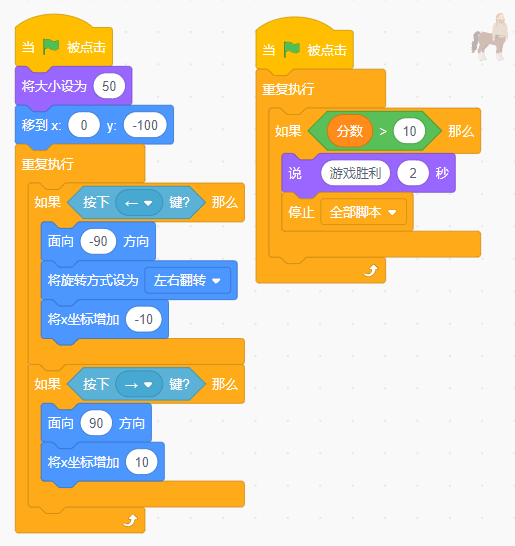 当 被点击
将大小设为 50
移到 x: 0 y: -100
重复执行
如果 按下 ← 键? 那么
面向 -90 方向
将旋转方式设为 左右翻转
将x坐标增加 -10
如果 按下 → 键? 那么
面向 90 方向
将x坐标增加 10
当 被点击
重复执行
如果 分数 > 10 那么
说 游戏胜利 2 秒
停止 全部脚本